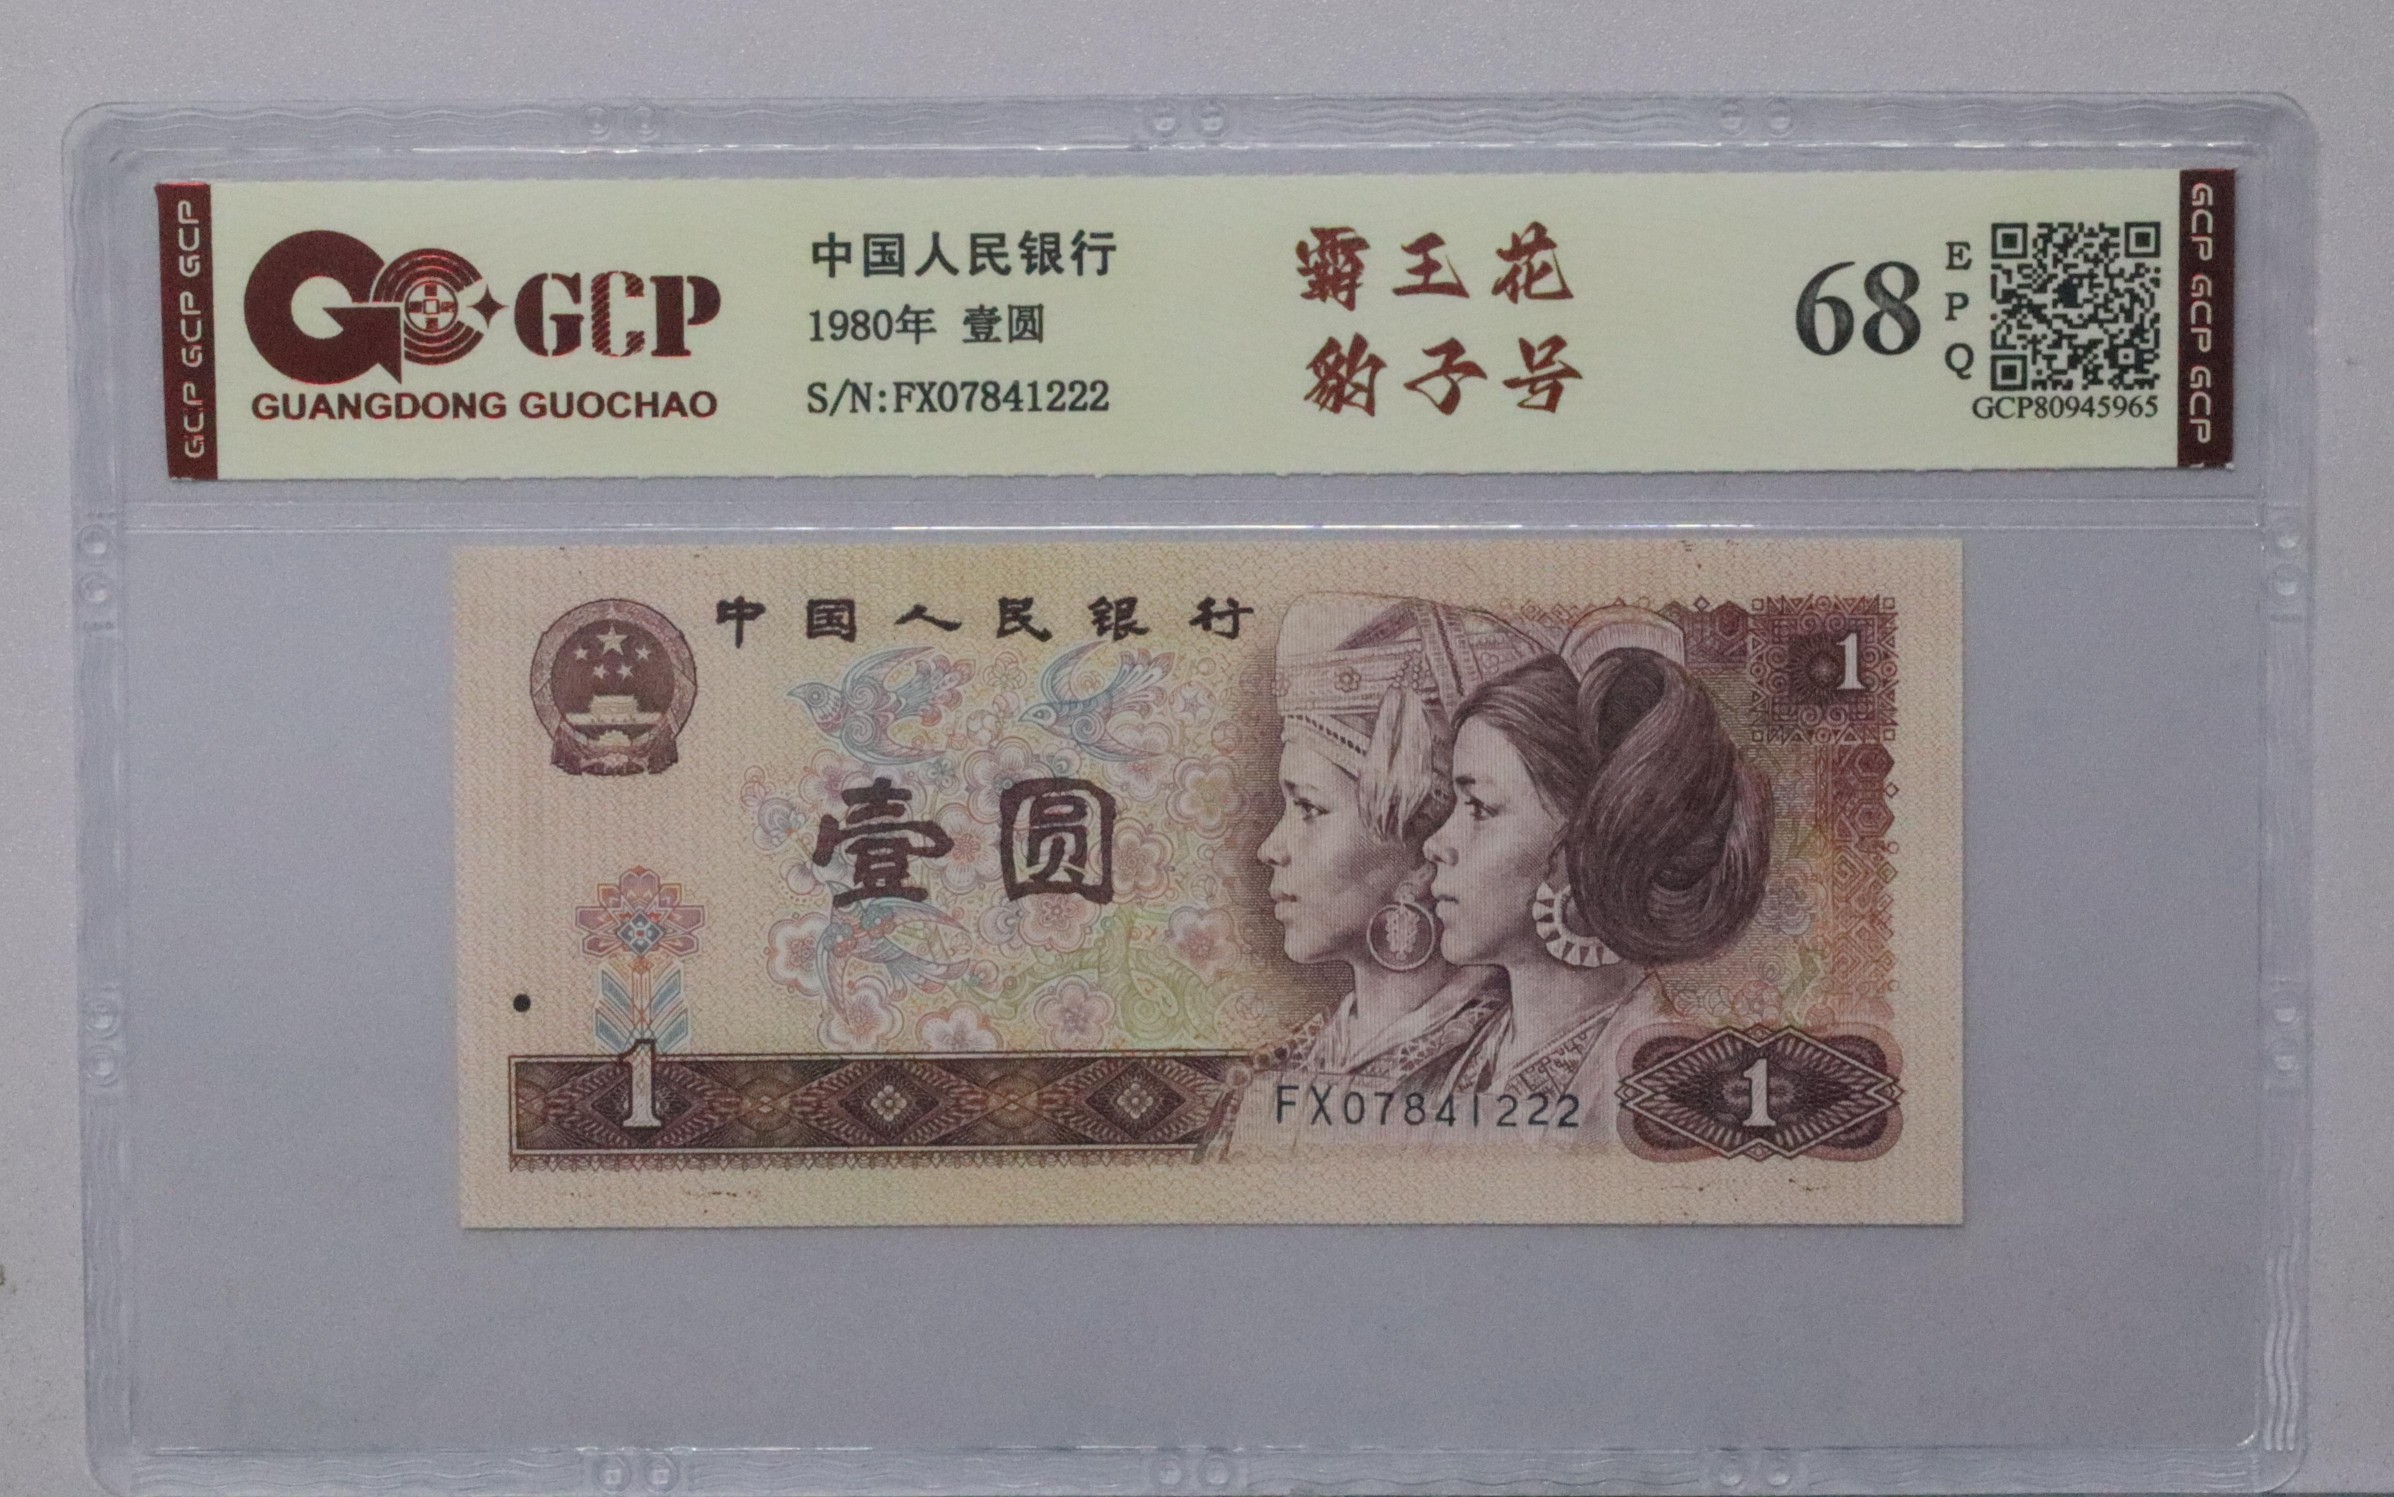 GCP GCP GCP
GCP
GUANGDONG GUOCHAO
中国人民银行
1980年 壹圆
S/N:FX07841222
霸王花
豹子号
68
E
P
Q
GCP80945965
GCP GCP GCP
中国人民银行
1
壹圆
1
FX07841222
1